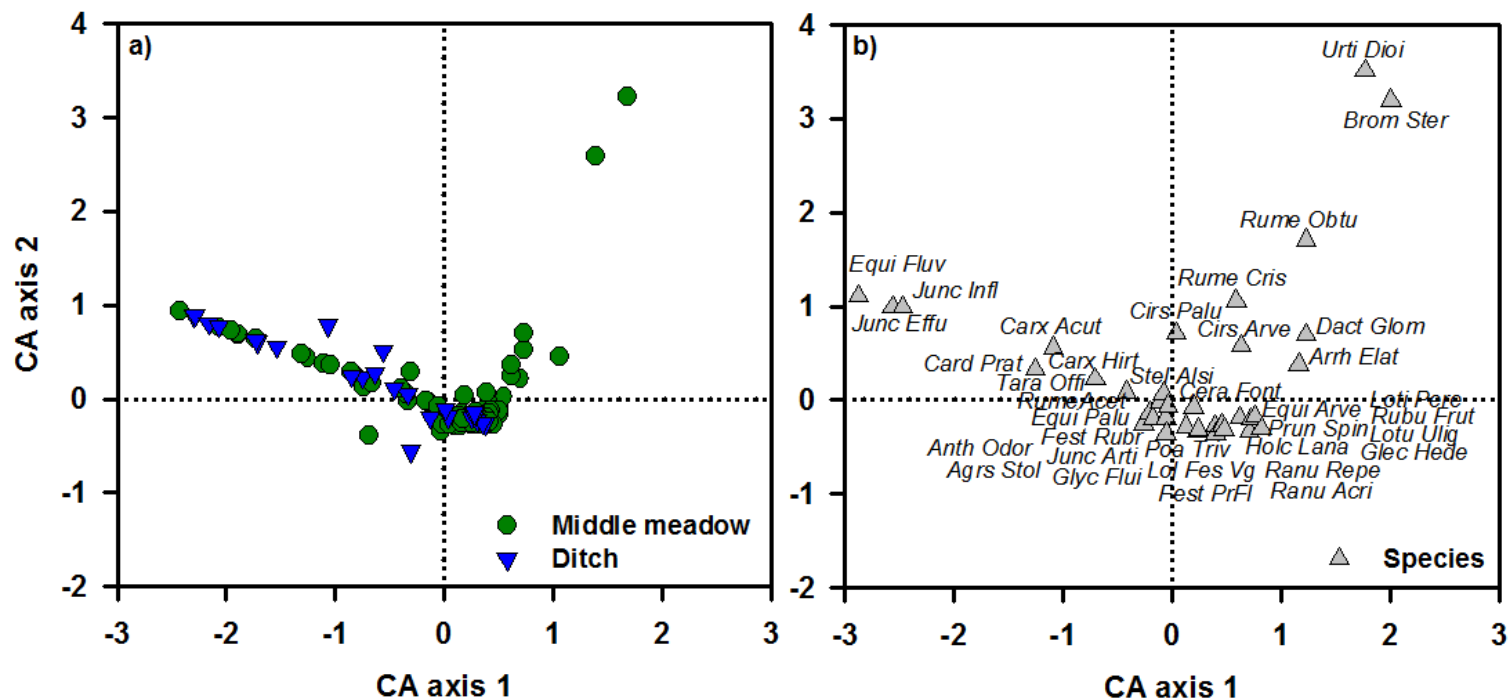 a)
4
3
2
1
0
-1
-2
CA axis 2
-3 -2 -1 0 1 2 3
CA axis 1
Middle meadow
Ditch
b)
4
3
2
1
0
-1
-2
Urti Dioi
Brom Ster
Rume Obtu
Equi Fluv
Rume Cris
Junc Infl
Cirs Palu
Junc Effu
Carx Acut
Cirs Arve
Dact Glom
Card Prat
Carx Hirt
Arrh Elat
Tara Offi
Stel Alsi
Rume Acet
Cera Font
Equi Arve
Loti Pere
Equi Palu
Prun Spin
Rubu Frut
Fest Rubr
Lotu Ulig
Anth Odor
Junc Arti
Poa Triv
Holc Lana
Glec Hede
Agrs Stol
Glyc Flui
Lol Fes Vg
Ranu Repe
Fest PrFl
Ranu Acri
Species
-3 -2 -1 0 1 2 3
CA axis 1